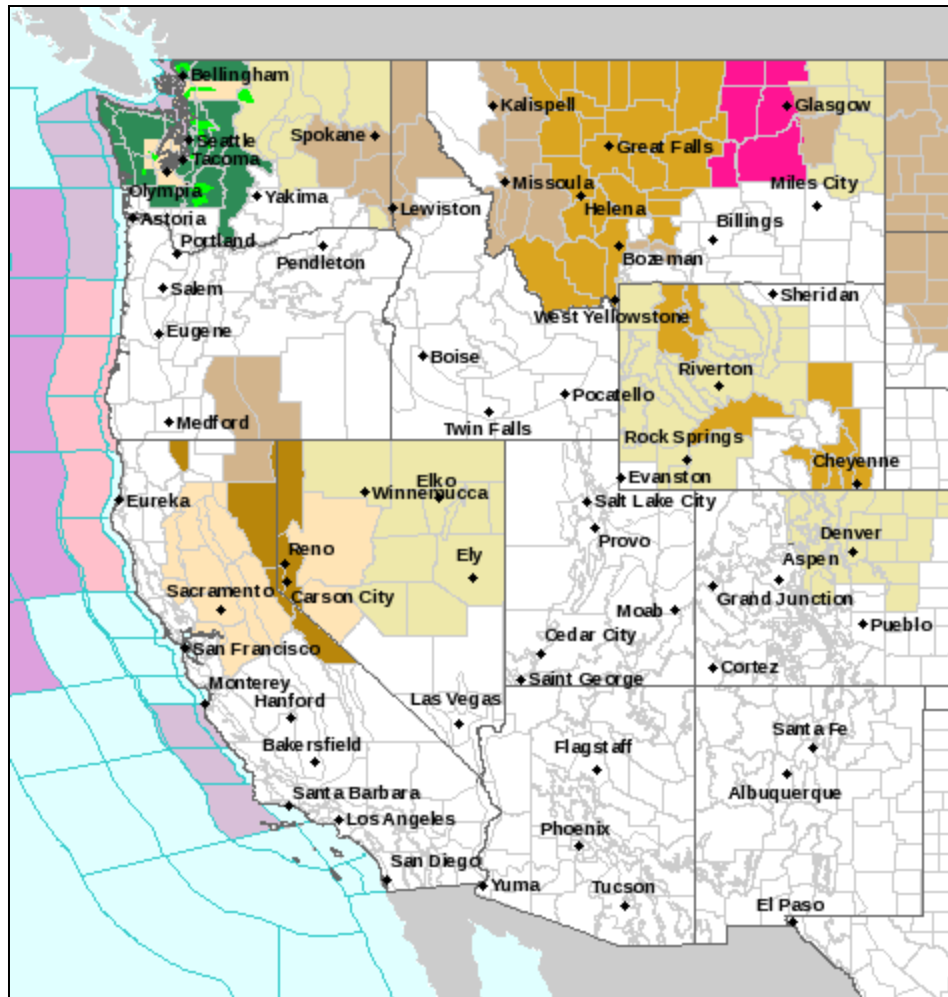 Bellingham
Kalispell
Glasgow
Spokane
Seattle
Great Falls
Tacoma
Missoula
Miles City
Olympia
Yakima
Helena
Lewiston
Astoria
Billings
Portland
Pendleton
Bozeman
Salem
Sheridan
West Yellowstone
Eugene
Boise
Riverton
Pocatello
Medford
Twin Falls
Rock Springs
Cheyenne
Evanston
Elko
Winnemucca
Eureka
Salt Lake City
Denver
Provo
Reno
Ely
Aspen
Sacramento
Carson City
Grand Junction
Moab
Pueblo
Cedar City
San Francisco
Cortez
Saint George
Monterey
Hanford
Las Vegas
Santa Fe
Bakersfield
Flagstaff
Albuquerque
Santa Barbara
Los Angeles
Phoenix
San Diego
Yuma
Tucson
El Paso